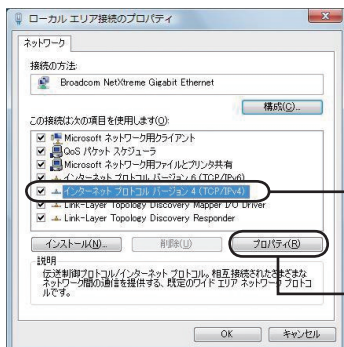 ローカル エリア接続のプロパティ
ネットワーク
接続の方法:
Broadcom NetXtreme Gigabit Ethernet
構成(C)...
この接続は次の項目を使用します(O):
Microsoft ネットワーク用クライアント
QoS パケット スケジューラ
Microsoft ネットワーク用ファイルとプリンタ共有
インターネット プロトコル バージョン 6 (TCP/IPv6)
インターネット プロトコル バージョン 4 (TCP/IPv4)
Link-Layer Topology Discovery Mapper I/O Driver
Link-Layer Topology Discovery Responder
インストール(N)... 削除(U) プロパティ(R)
説明
伝送制御プロトコル/インターネット プロトコル。相互接続されたさまざまな
ネットワーク間の通信を提供する、既定のワイド エリア ネットワーク プロトコ
ルです。
OK キャンセル